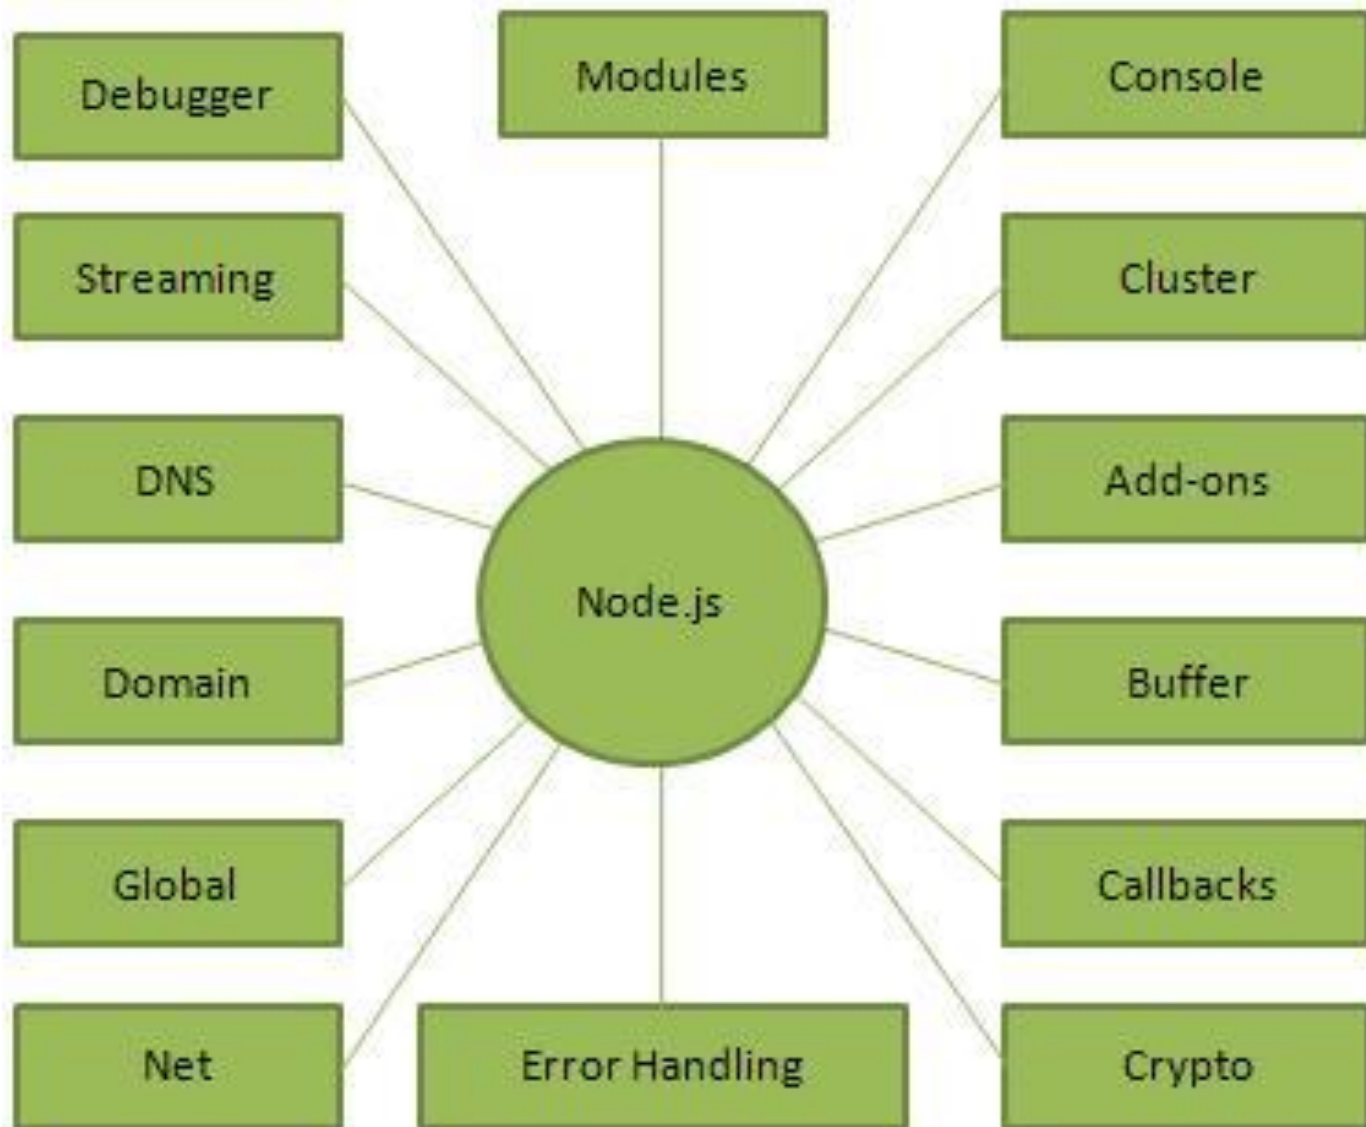 Debugger
Modules
Console
Streaming
Cluster
DNS
Add-ons
Node.js
Domain
Buffer
Global
Callbacks
Net
Error Handling
Crypto